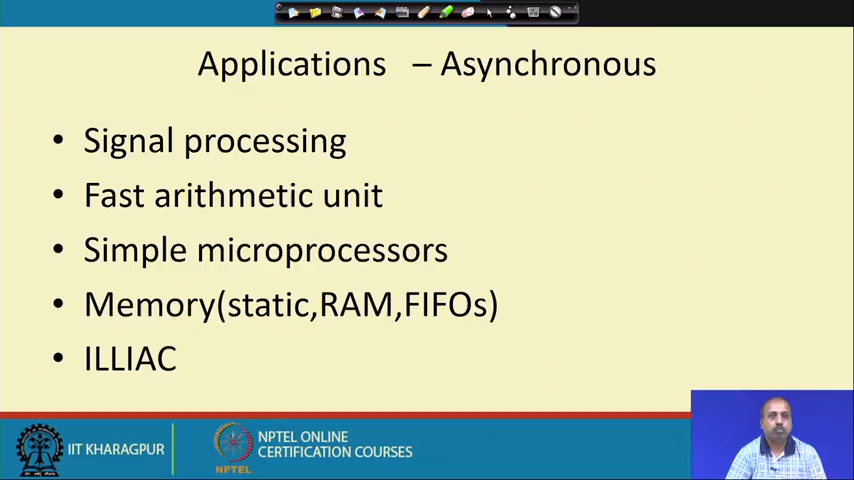 Applications – Asynchronous
• Signal processing
• Fast arithmetic unit
• Simple microprocessors
• Memory(static,RAM,FIFOs)
• ILLIAC
IIT KHARAGPUR
NPTEL
NPTEL ONLINE
CERTIFICATION COURSES